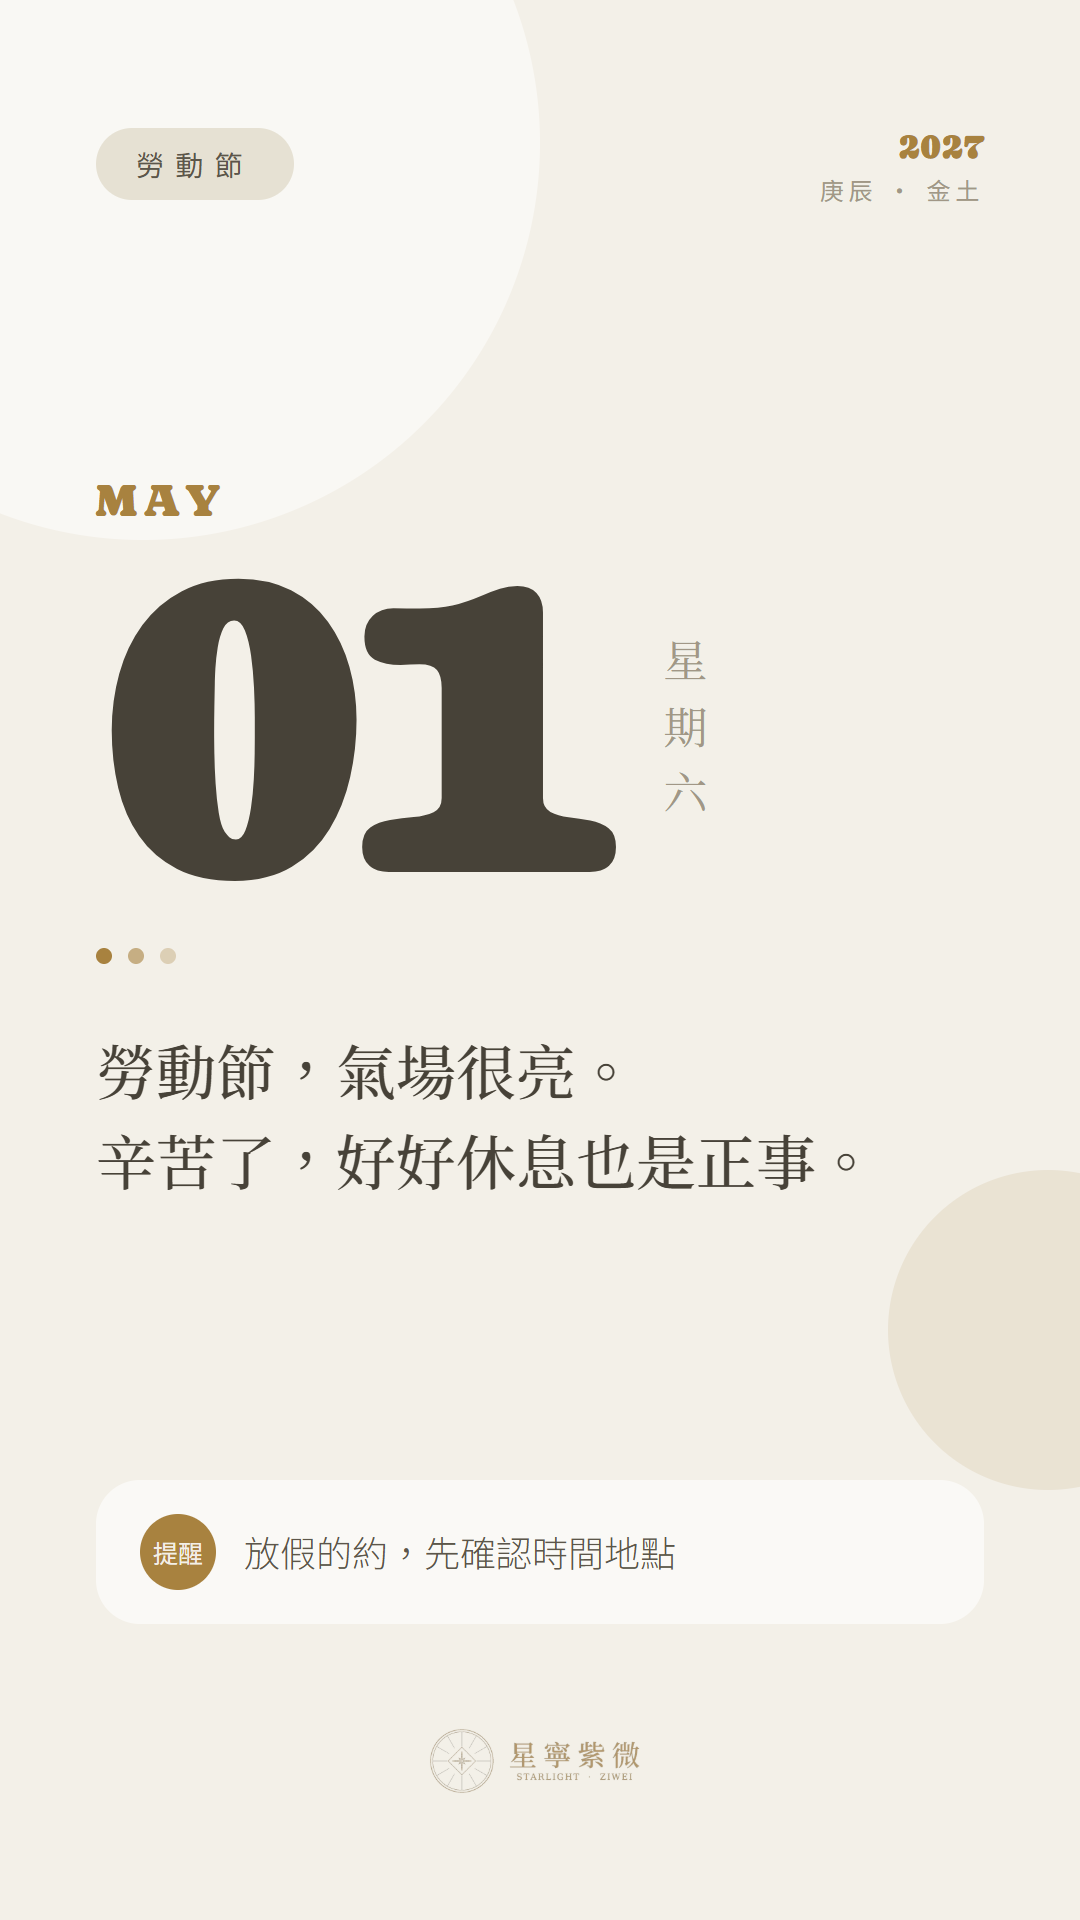 勞動節
2027
庚辰 · 金土
MAY
01
星期六
勞動節，氣場很亮。
辛苦了，好好休息也是正事。
提醒
放假的約，先確認時間地點
星寧紫微
STARLIGHT · ZIWEI